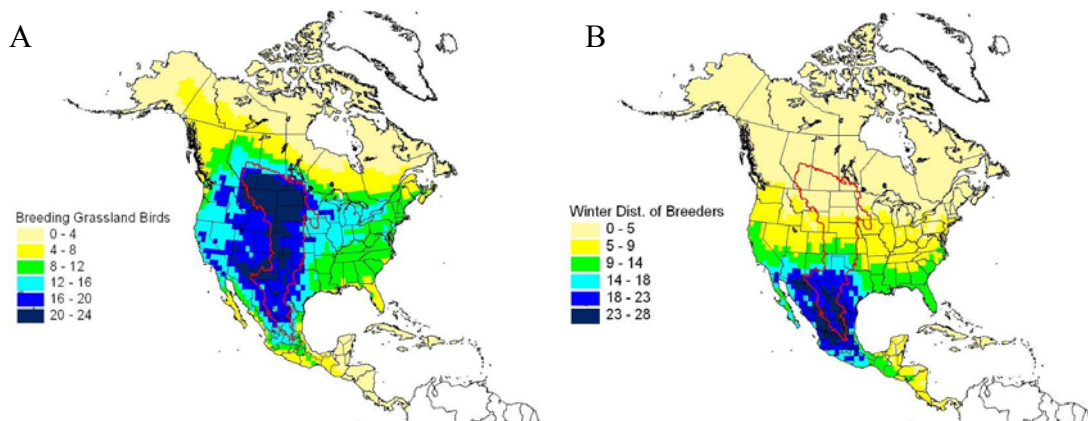 A
Breeding Grassland Birds
0 - 4
4 - 8
8 - 12
12 - 16
16 - 20
20 - 24
B
Winter Dist. of Breeders
0 - 5
5 - 9
9 - 14
14 - 18
18 - 23
23 - 28